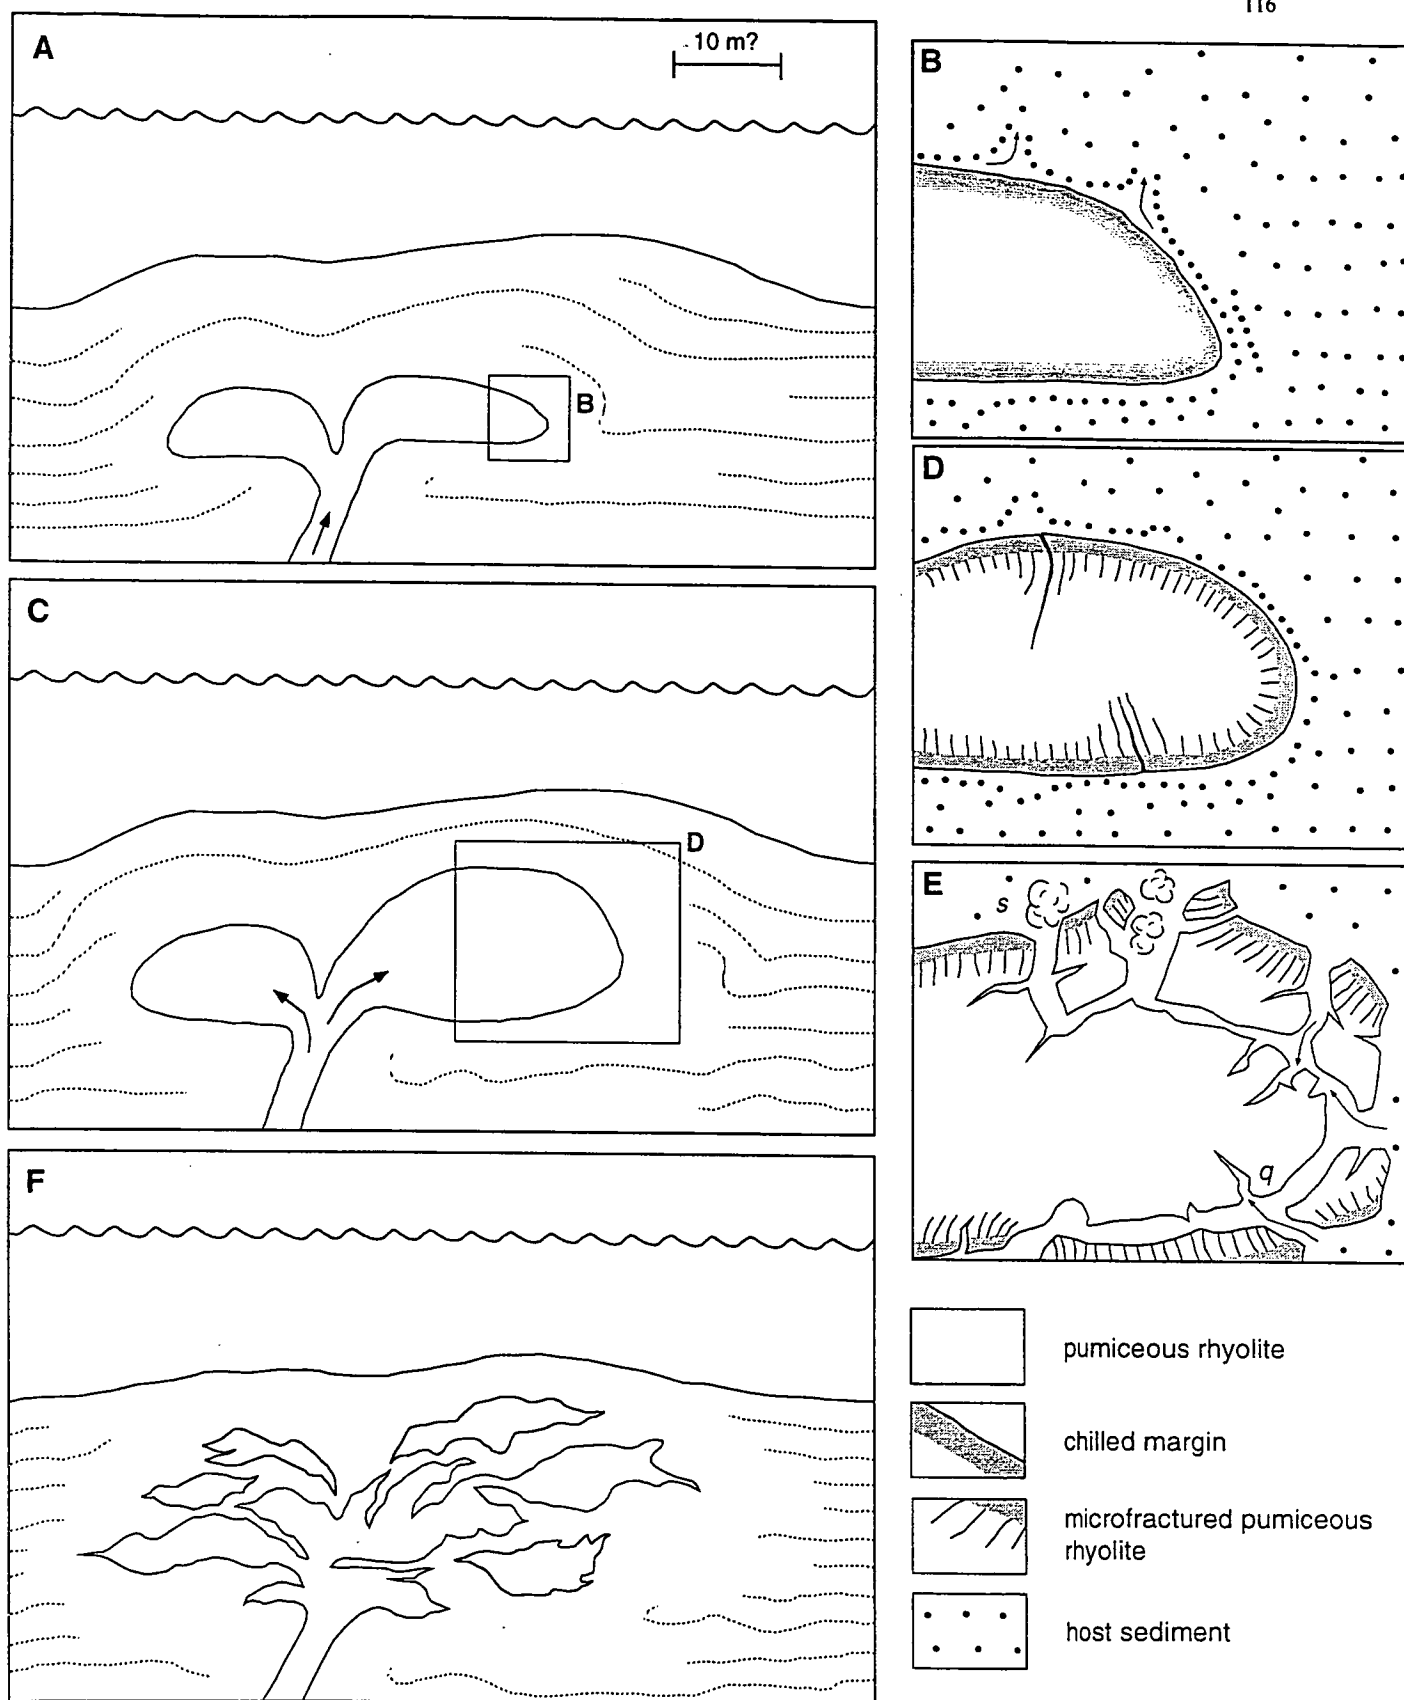 116
A
10 m?
B
B
C
D
D
E
s
q
F
pumiceous rhyolite
chilled margin
microfractured pumiceous
rhyolite
host sediment